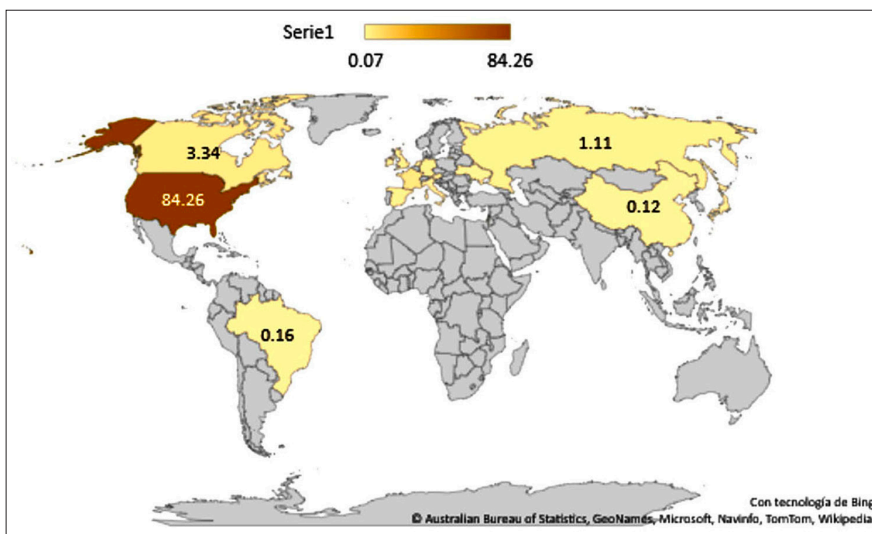 Serie1
0.07 84.26
3.34
1.11
84.26
0.12
0.16
Con tecnología de Bing
© Australian Bureau of Statistics, GeoNames, Microsoft, Navinfo, TomTom, Wikipedia